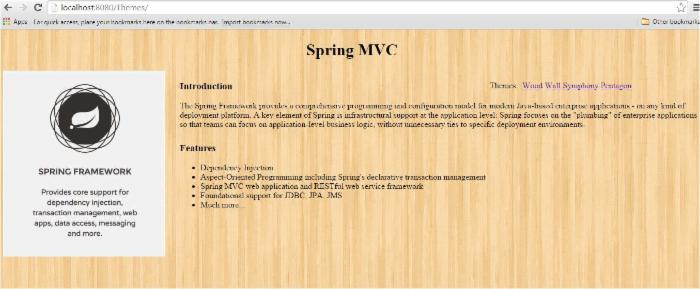 localhost:8080/Themes/
Apps For quick access, place your bookmarks here on the bookmarks bar. Import bookmarks now... Other bookmarks
Spring MVC
SPRING FRAMEWORK
Provides core support for
dependency injection,
transaction management, web
apps, data access, messaging
and more.
Introduction
Themes: Wood Wall Symphony Pentagon
The Spring Framework provides a comprehensive programming and configuration model for modern Java-based enterprise applications - on any kind of
deployment platform. A key element of Spring is infrastructural support at the application level: Spring focuses on the "plumbing" of enterprise applications
so that teams can focus on application-level business logic, without unnecessary ties to specific deployment environments.
Features
Dependency Injection
Aspect-Oriented Programming including Spring's declarative transaction management
Spring MVC web application and RESTful web service framework
Foundational support for JDBC, JPA, JMS
Much more...